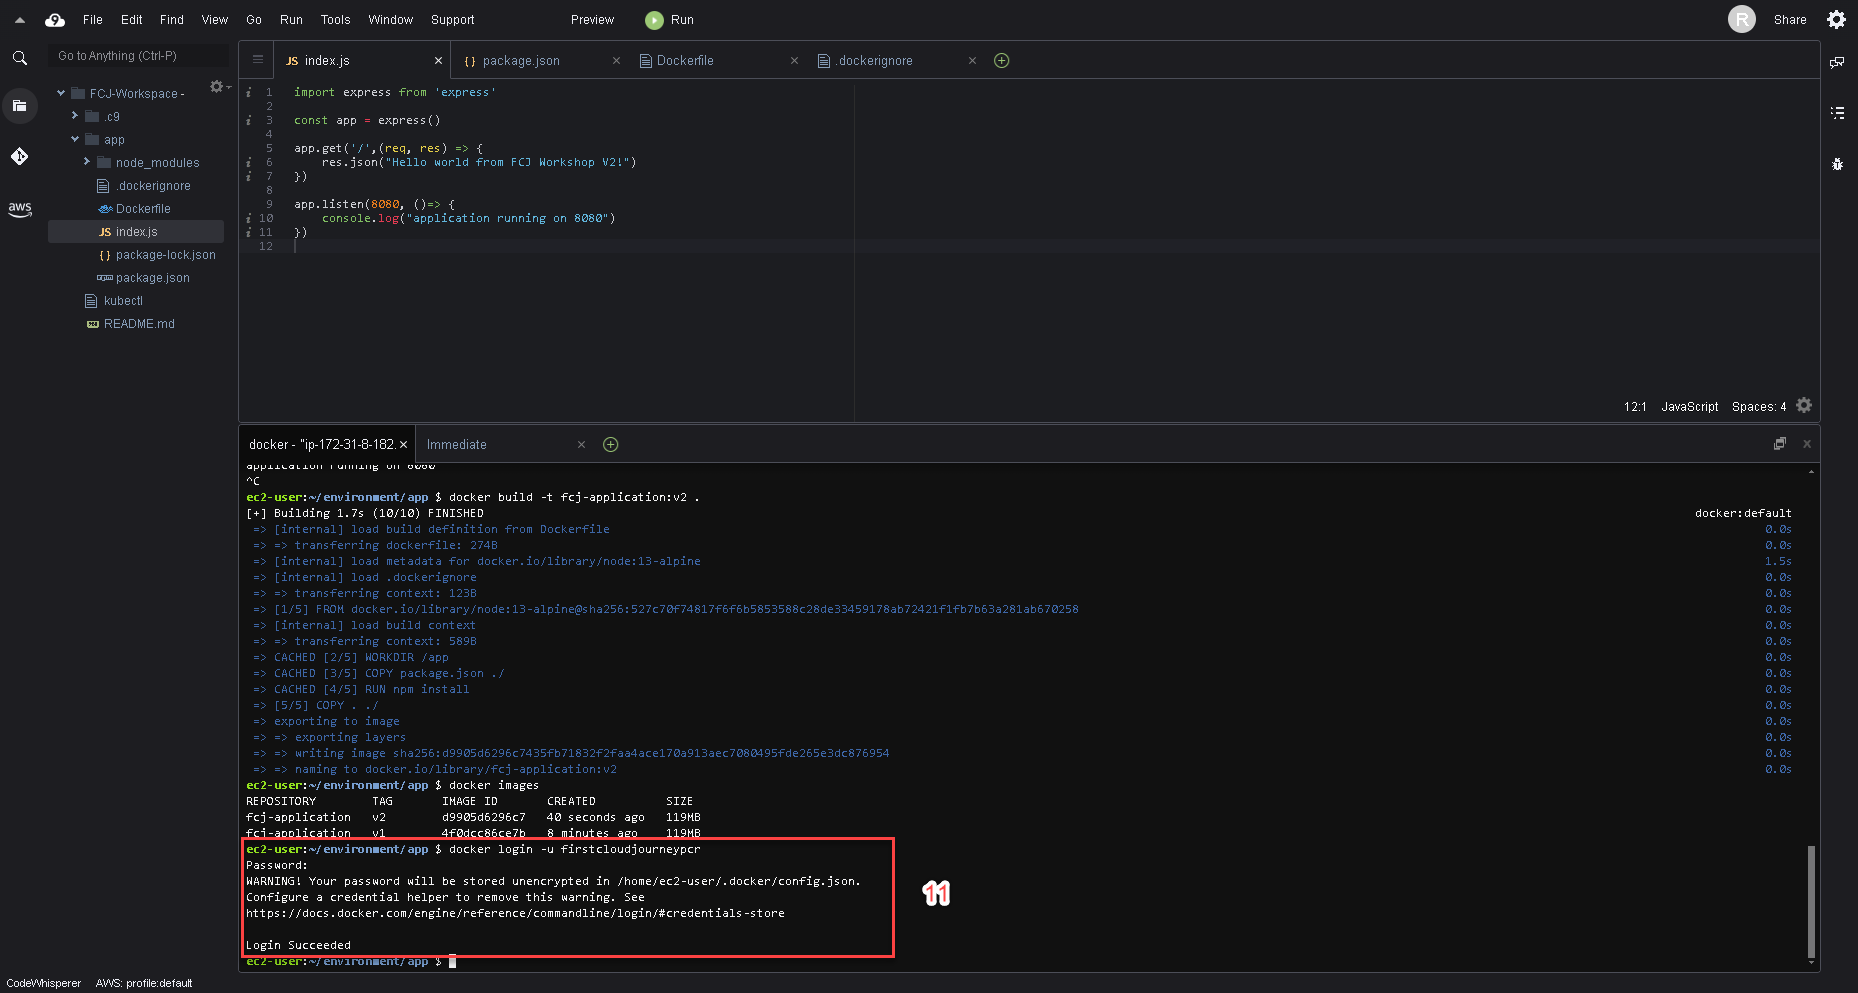 File Edit Find View Go Run Tools Window Support Preview Run R Share
Go to Anything (Ctrl-P)
FCJ-Workspace -
.c9
app
node_modules
.dockerignore
Dockerfile
JS index.js
{ } package-lock.json
package.json
kubectl
README.md
aws
JS index.js
{ } package.json
Dockerfile
.dockerignore
1 import express from 'express'
2
3 const app = express()
4
5 app.get('/',(req, res) => {
6 res.json("Hello world from FCJ Workshop V2!")
7 })
8
9 app.listen(8080, ()=> {
10 console.log("application running on 8080")
11 })
12
12:1 JavaScript Spaces: 4
docker - "ip-172-31-8-182.
Immediate
application running on 8080
^C
ec2-user:~/environment/app $ docker build -t fcj-application:v2 .
[+] Building 1.7s (10/10) FINISHED docker:default
=> [internal] load build definition from Dockerfile 0.0s
=> => transferring dockerfile: 274B 0.0s
=> [internal] load metadata for docker.io/library/node:13-alpine 1.5s
=> [internal] load .dockerignore 0.0s
=> => transferring context: 123B 0.0s
=> [1/5] FROM docker.io/library/node:13-alpine@sha256:527c70f74817f6f6b5853588c28de33459178ab72421f1fb7b63a281ab670258 0.0s
=> [internal] load build context 0.0s
=> => transferring context: 589B 0.0s
=> CACHED [2/5] WORKDIR /app 0.0s
=> CACHED [3/5] COPY package.json ./ 0.0s
=> CACHED [4/5] RUN npm install 0.0s
=> [5/5] COPY . ./ 0.0s
=> exporting to image 0.0s
=> => exporting layers 0.0s
=> => writing image sha256:d9905d6296c7435fb71832f2faa4ace170a913aec7080495fde265e3dc876954 0.0s
=> => naming to docker.io/library/fcj-application:v2 0.0s
ec2-user:~/environment/app $ docker images
REPOSITORY TAG IMAGE ID CREATED SIZE
fcj-application v2 d9905d6296c7 40 seconds ago 119MB
fcj-application v1 4f0dcc86ce7b 8 minutes ago 119MB
ec2-user:~/environment/app $ docker login -u firstcloudjourneypcr
Password:
WARNING! Your password will be stored unencrypted in /home/ec2-user/.docker/config.json.
Configure a credential helper to remove this warning. See
https://docs.docker.com/engine/reference/commandline/login/#credentials-store
Login Succeeded
ec2-user:~/environment/app $
11
CodeWhisperer AWS: profile:default